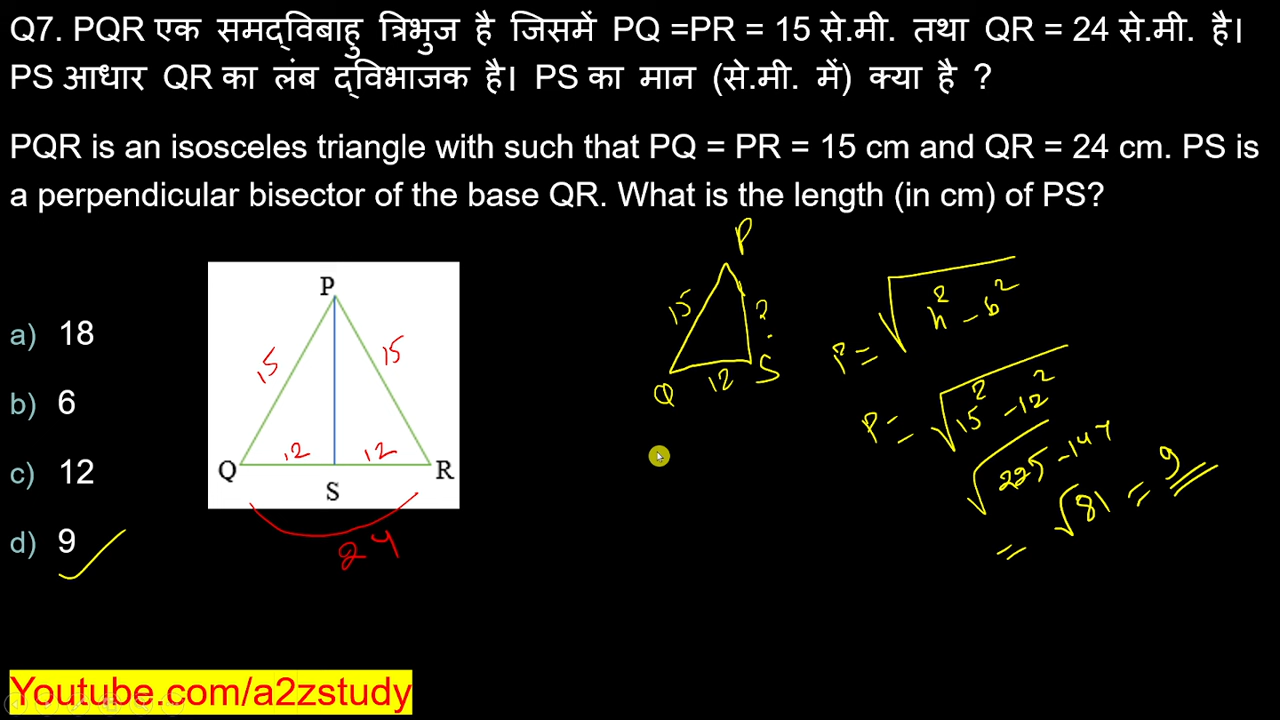 Q7. PQR एक समद्विबाहु त्रिभुज है जिसमें PQ =PR = 15 से.मी. तथा QR = 24 से.मी. है।
PS आधार QR का लंब द्विभाजक है। PS का मान (से.मी. में) क्या है ?
PQR is an isosceles triangle with such that PQ = PR = 15 cm and QR = 24 cm. PS is
a perpendicular bisector of the base QR. What is the length (in cm) of PS?
a) 18
b) 6
c) 12
d) 9
P
15 15
12 12
Q R
S
24
P
15 ?
Q 12 S
P = √h² - b²
P = √15² - 12²
√225 - 144
= √81 = 9
Youtube.com/a2zstudy